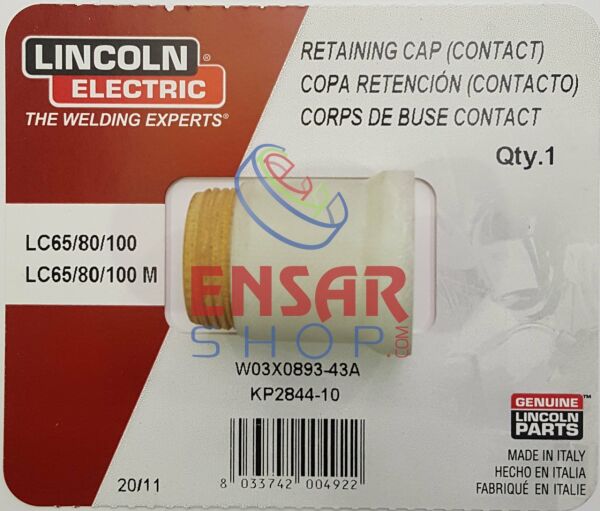 LINCOLN®
ELECTRIC
THE WELDING EXPERTS®
RETAINING CAP (CONTACT)
COPA RETENCIÓN (CONTACTO)
CORPS DE BUSE CONTACT
Qty.1
LC65/80/100
LC65/80/100 M
ENSAR
SHOP.COM
W03X0893-43A
KP2844-10
GENUINE
LINCOLN
PARTS™
MADE IN ITALY
HECHO EN ITALIA
FABRIQUÉ EN ITALIE
20/11
8 033742 004922